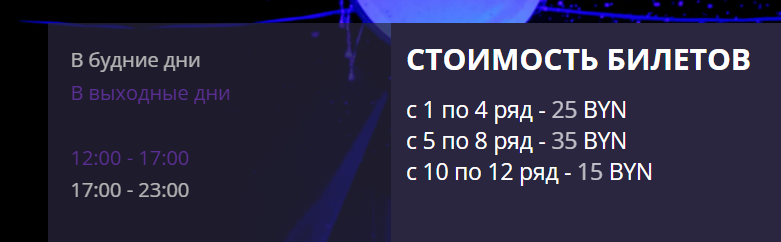 В будние дни
В выходные дни
12:00 - 17:00
17:00 - 23:00
СТОИМОСТЬ БИЛЕТОВ
с 1 по 4 ряд - 25 BYN
с 5 по 8 ряд - 35 BYN
с 10 по 12 ряд - 15 BYN